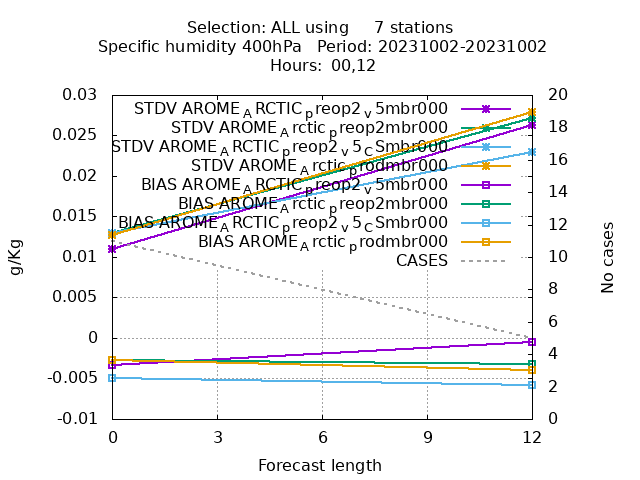 Selection: ALL using 7 stations
Specific humidity 400hPa Period: 20231002-20231002
Hours: 00,12
0.03
0.025
0.02
0.015
0.01
0.005
0
-0.005
-0.01
g/Kg
STDV AROME_A RCTIC_p reop2_v 5mbr000
STDV AROME_A rctic_p reop2mbr000
STDV AROME_A RCTIC_p reop2_v 5_C Smbr000
STDV AROME_A rctic_p rodmbr000
BIAS AROME_A RCTIC_p reop2_v 5mbr000
BIAS AROME_A rctic_p reop2mbr000
BIAS AROME_A RCTIC_p reop2_v 5_C Smbr000
BIAS AROME_A rctic_p rodmbr000
CASES
20
18
16
14
12
10
8
6
4
2
0
No cases
0 3 6 9 12
Forecast length